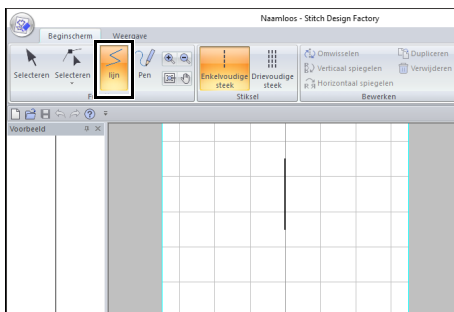 Naamloos - Stitch Design Factory
Beginscherm Weergave
Selecteren Selecteren lijn Pen
Enkelvoudige steek
Drievoudige steek
Omwisselen Dupliceren
Verticaal spiegelen Verwijderen
Horizontaal spiegelen
Stiksel Bewerken
Voorbeeld